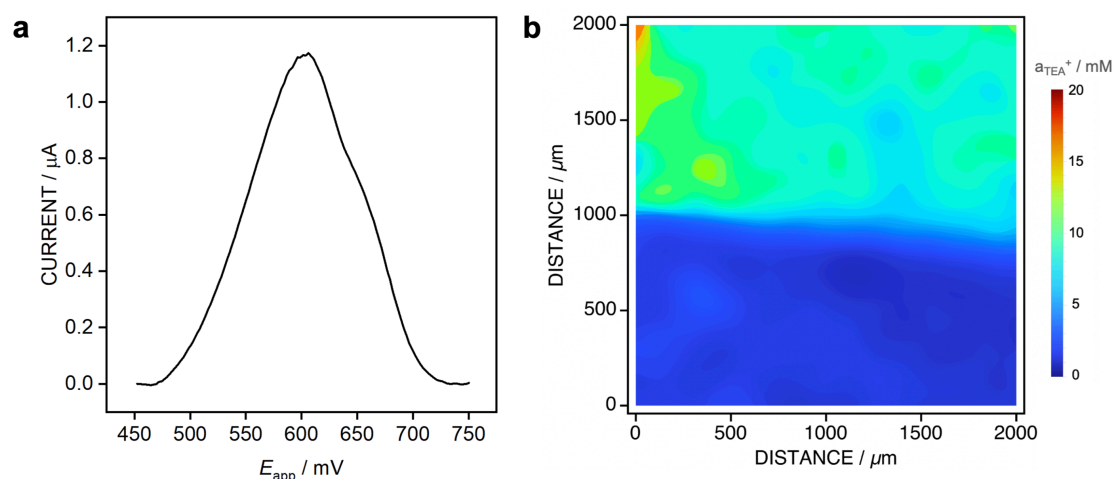 a
1.2
1.0
0.8
0.6
0.4
0.2
0.0
CURRENT / μA
450 500 550 600 650 700 750
E_app / mV
b
2000
1500
1000
500
0
DISTANCE / μm
0 500 1000 1500 2000
DISTANCE / μm
a_TEA⁺ / mM
20
15
10
5
0